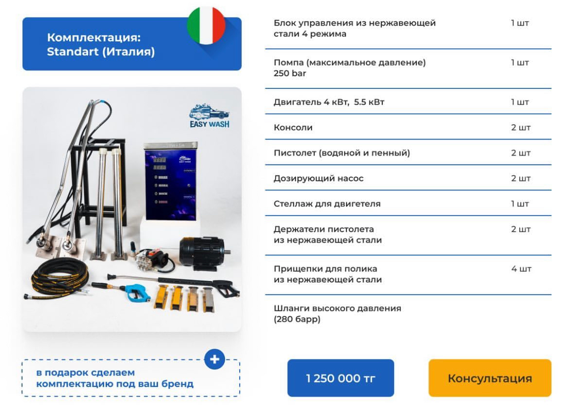 Комплектация:
Standart (Италия)
EASY WASH
Блок управления из нержавеющей
стали 4 режима
1 шт
Помпа (максимальное давление)
250 bar
1 шт
Двигатель 4 кВт, 5.5 кВт
1 шт
Консоли
2 шт
Пистолет (водяной и пенный)
2 шт
Дозирующий насос
2 шт
Стеллаж для двигетеля
1 шт
Держатели пистолета
из нержавеющей стали
2 шт
Прищепки для полика
из нержавеющей стали
4 шт
Шланги высокого давления
(280 барр)
+
в подарок сделаем
комплектацию под ваш бренд
1 250 000 тг
Консультация